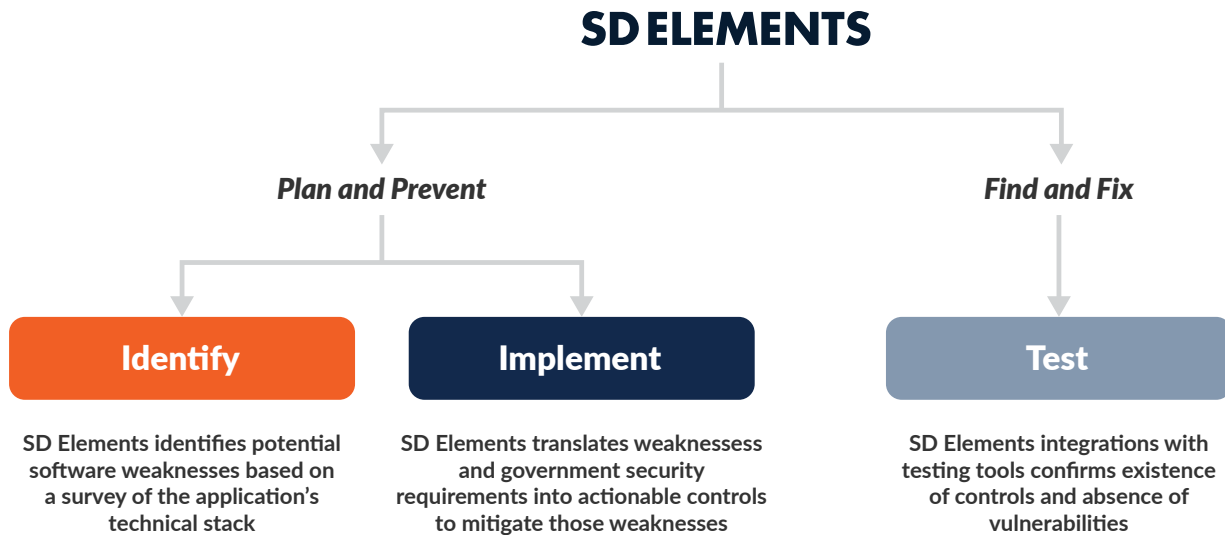 SD ELEMENTS
Plan and Prevent
Find and Fix
Identify
Implement
Test
SD Elements identifies potential
software weaknesses based on
a survey of the application's
technical stack
SD Elements translates weaknessess
and government security
requirements into actionable controls
to mitigate those weaknesses
SD Elements integrations with
testing tools confirms existence
of controls and absence of
vulnerabilities